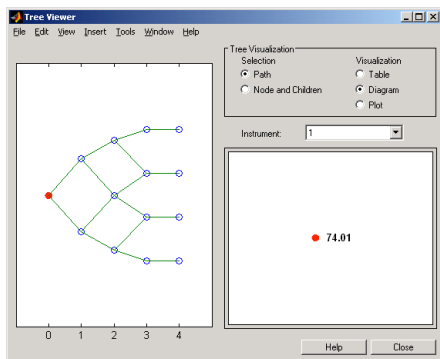 Tree Viewer
File Edit View Insert Tools Window Help
Tree Visualization
Selection
Visualization
Path
Table
Node and Children
Diagram
Plot
Instrument:
1
74.01
0 1 2 3 4
Help
Close